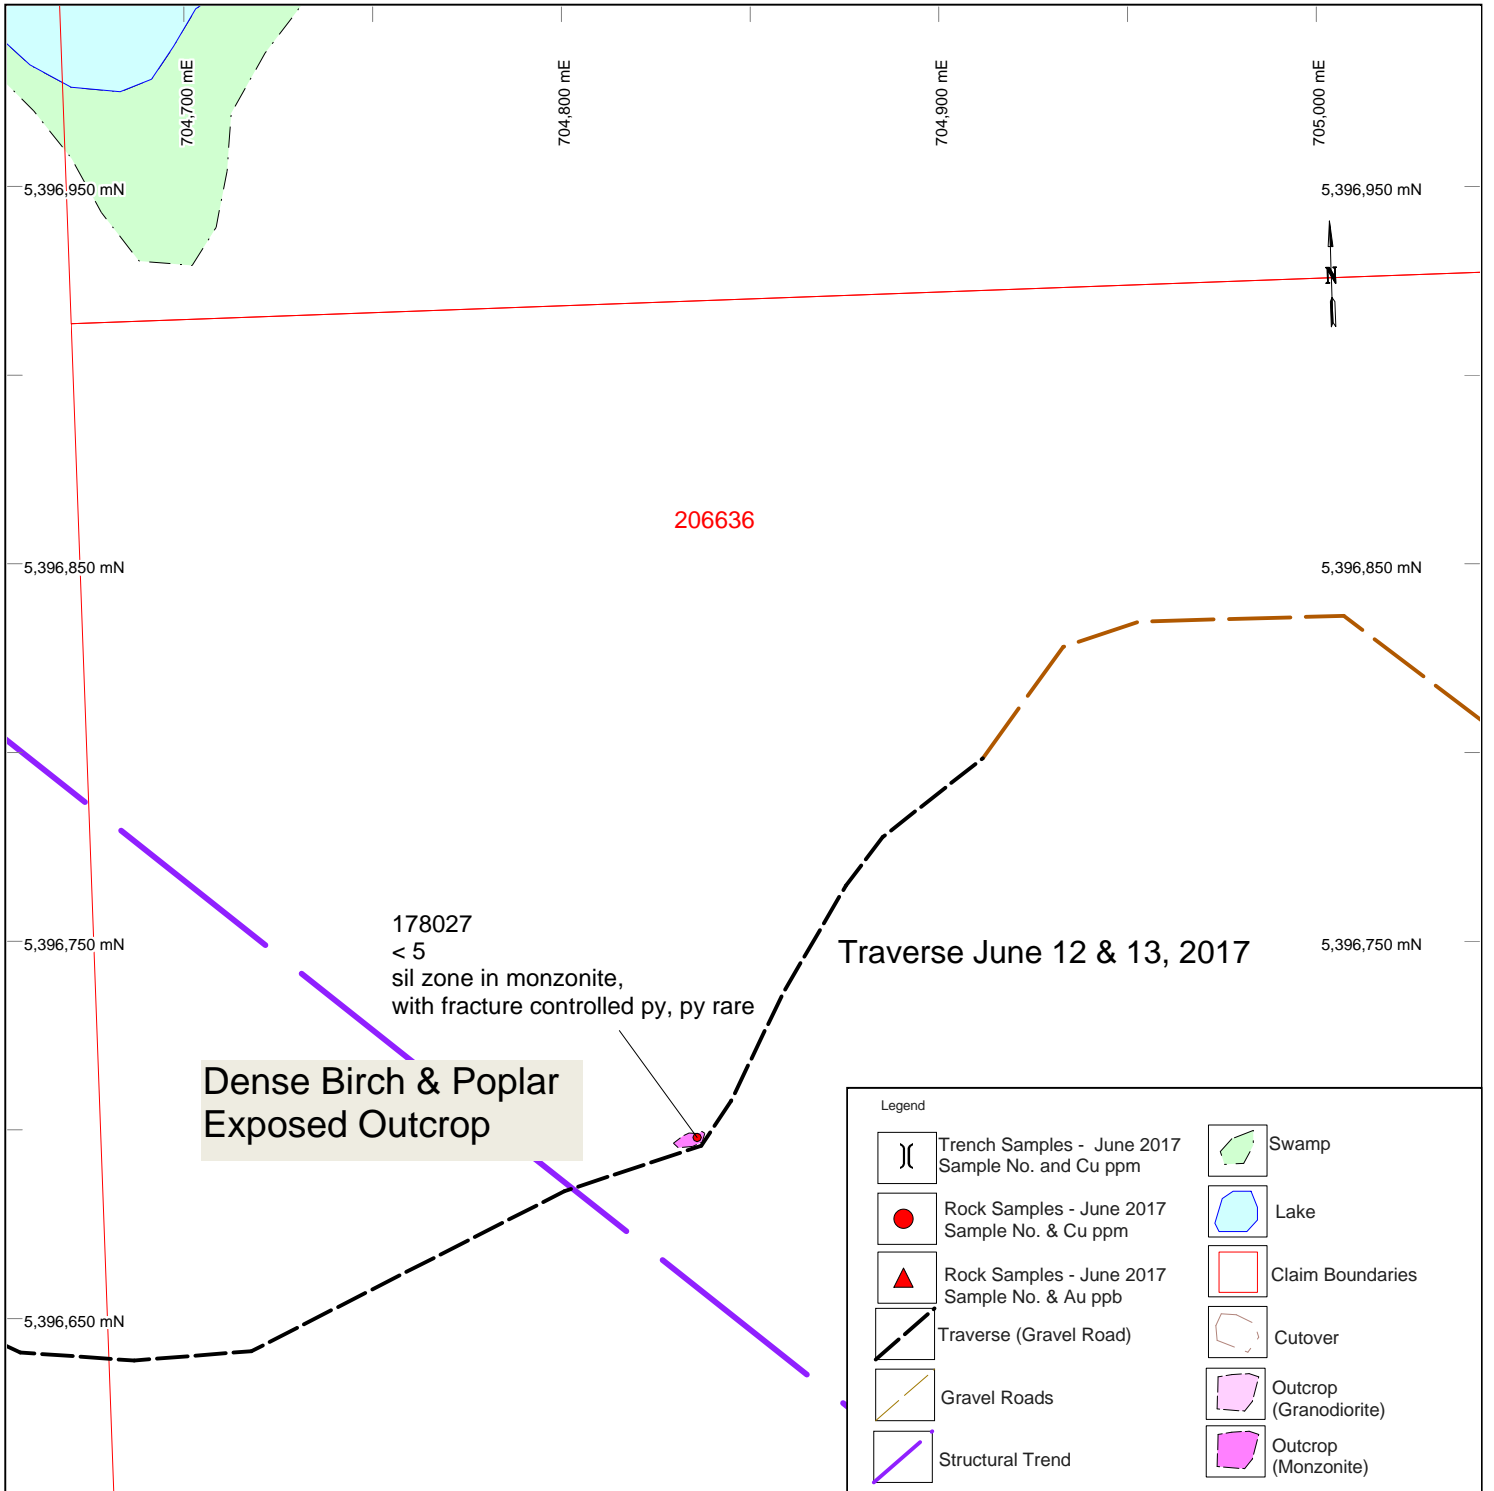 704,700 mE
704,800 mE
704,900 mE
705,000 mE
5,396,950 mN
5,396,950 mN
N
206636
5,396,850 mN
5,396,850 mN
178027
< 5
sil zone in monzonite,
with fracture controlled py, py rare
5,396,750 mN
Traverse June 12 & 13, 2017
5,396,750 mN
Dense Birch & Poplar
Exposed Outcrop
5,396,650 mN
Legend
Trench Samples - June 2017
Sample No. and Cu ppm
Rock Samples - June 2017
Sample No. & Cu ppm
Rock Samples - June 2017
Sample No. & Au ppb
Traverse (Gravel Road)
Gravel Roads
Structural Trend
Swamp
Lake
Claim Boundaries
Cutover
Outcrop
(Granodiorite)
Outcrop
(Monzonite)